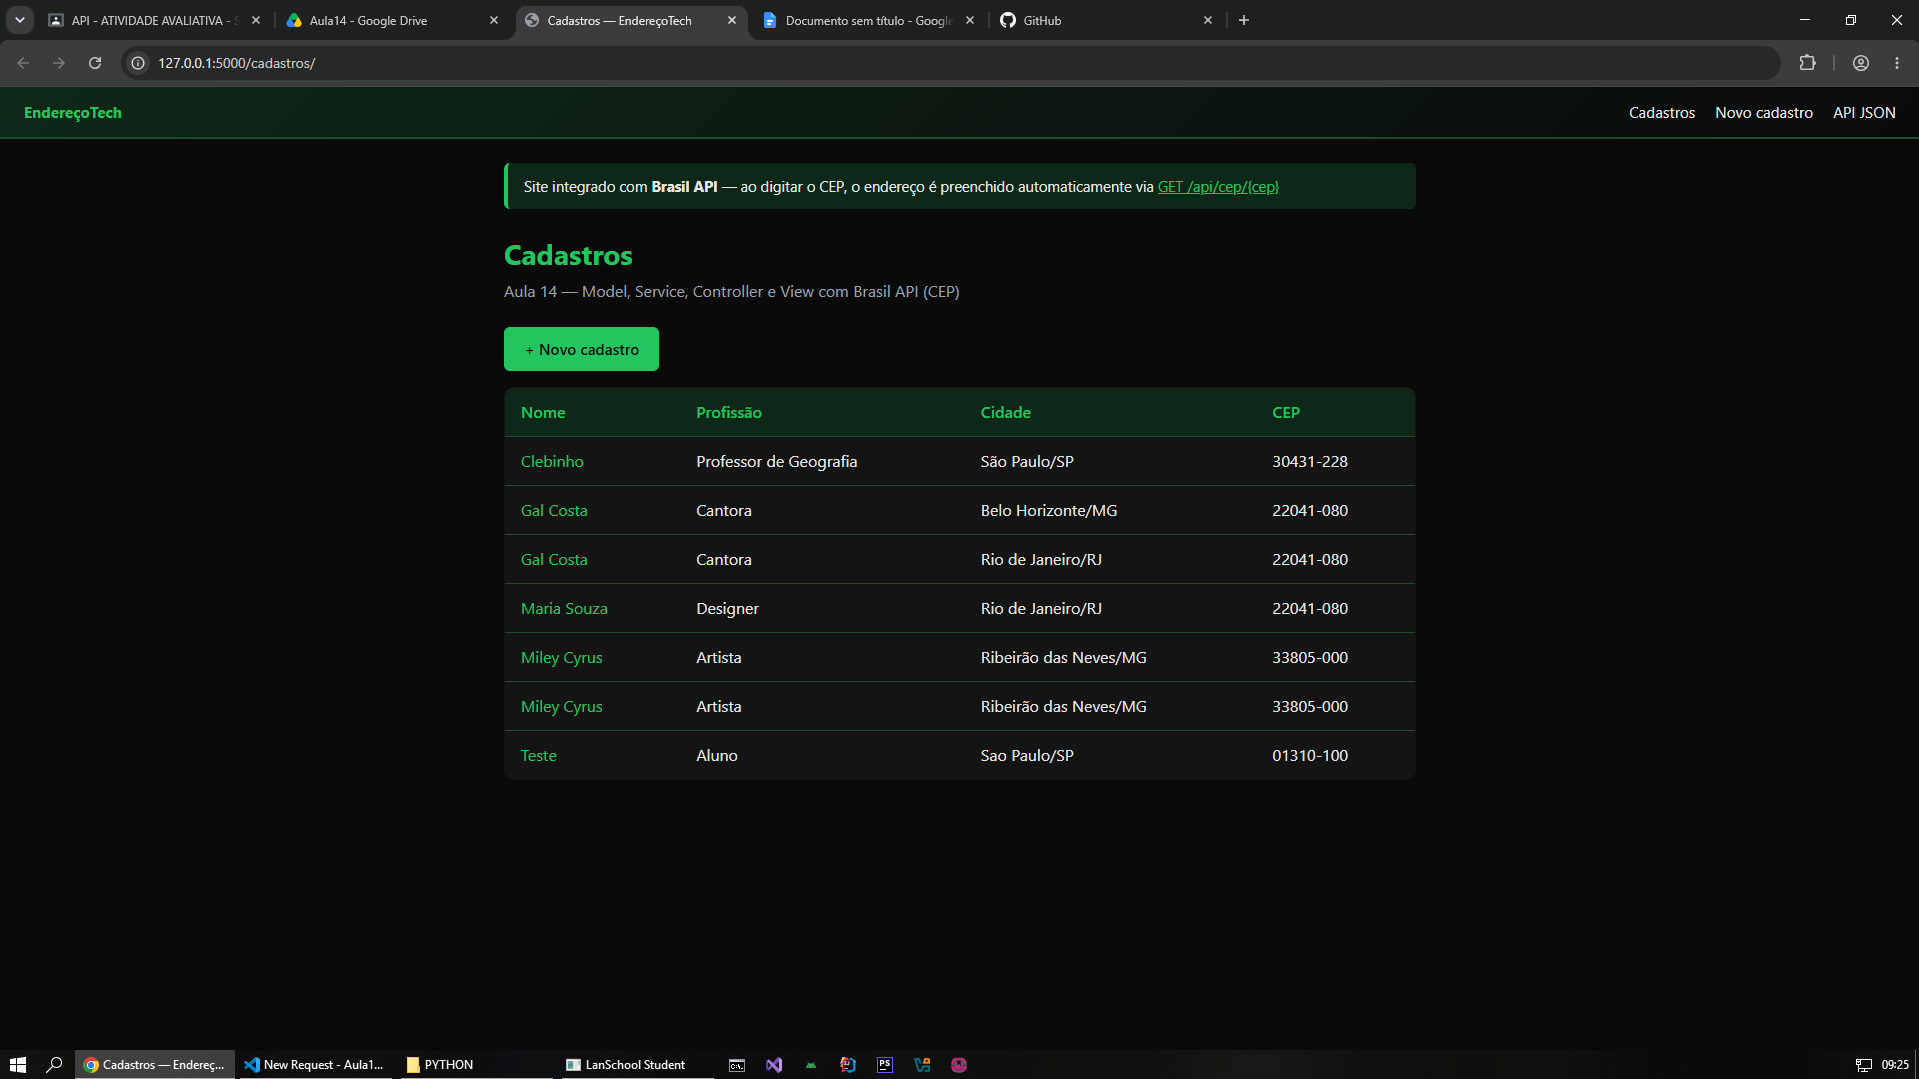 API - ATIVIDADE AVALIATIVA -
Aula14 - Google Drive
Cadastros — EndereçoTech
Documento sem título - Google
GitHub
127.0.0.1:5000/cadastros/
EndereçoTech
Cadastros
Novo cadastro
API JSON
Site integrado com Brasil API — ao digitar o CEP, o endereço é preenchido automaticamente via GET /api/cep/{cep}
Cadastros
Aula 14 — Model, Service, Controller e View com Brasil API (CEP)
+ Novo cadastro
Nome Profissão Cidade CEP
Clebinho Professor de Geografia São Paulo/SP 30431-228
Gal Costa Cantora Belo Horizonte/MG 22041-080
Gal Costa Cantora Rio de Janeiro/RJ 22041-080
Maria Souza Designer Rio de Janeiro/RJ 22041-080
Miley Cyrus Artista Ribeirão das Neves/MG 33805-000
Miley Cyrus Artista Ribeirão das Neves/MG 33805-000
Teste Aluno Sao Paulo/SP 01310-100
Cadastros — Endereç...
New Request - Aula1...
PYTHON
LanSchool Student
PS
09:25